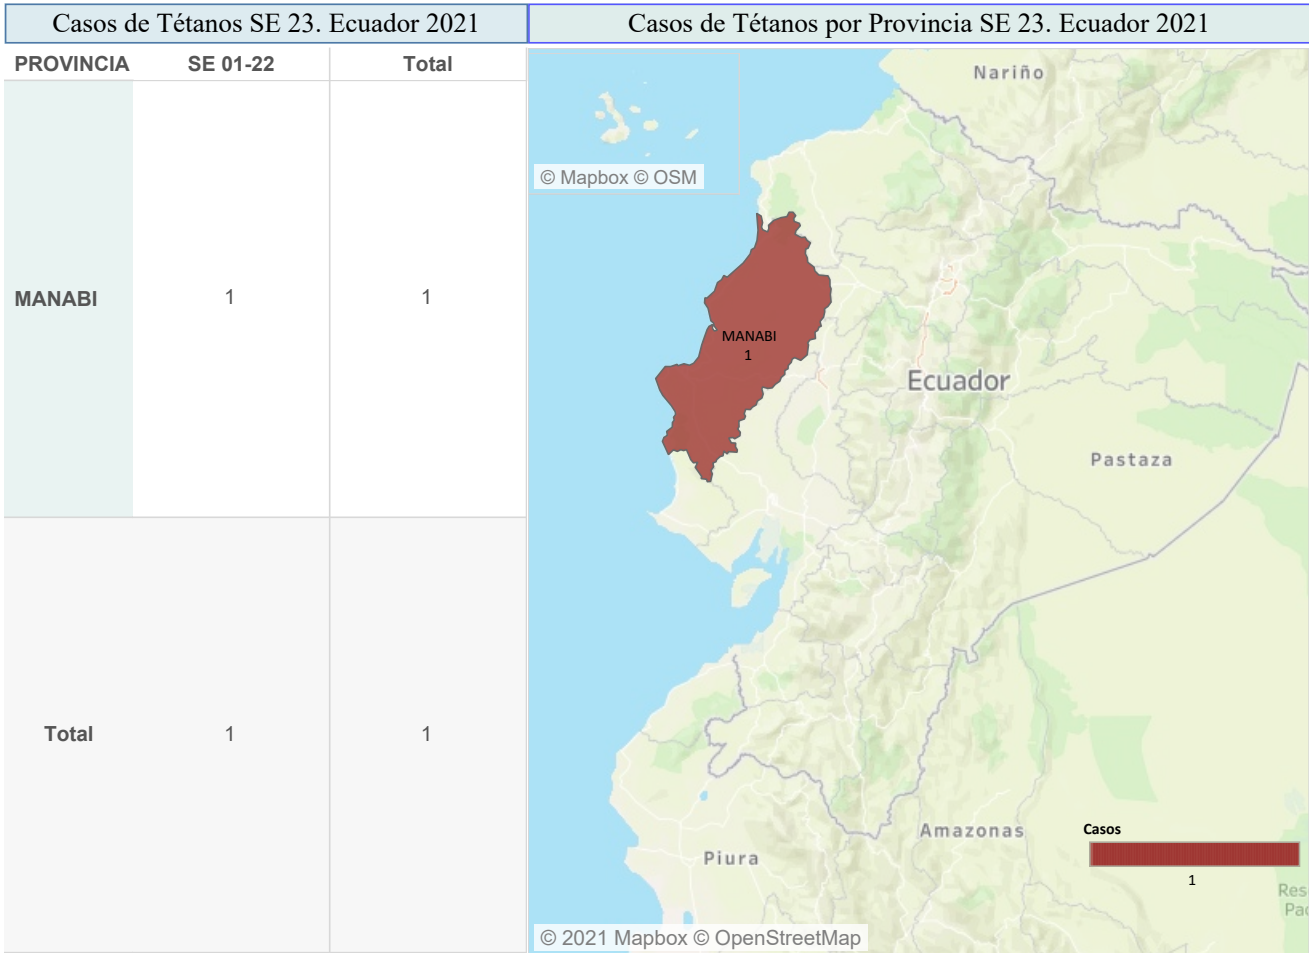 Casos de Tétanos SE 23. Ecuador 2021
Casos de Tétanos por Provincia SE 23. Ecuador 2021
PROVINCIA SE 01-22 Total
MANABI 1 1
Total 1 1
Nariño
© Mapbox © OSM
MANABI
1
Ecuador
Pastaza
Amazonas
Piura
Casos
1
Res
Pac
© 2021 Mapbox © OpenStreetMap